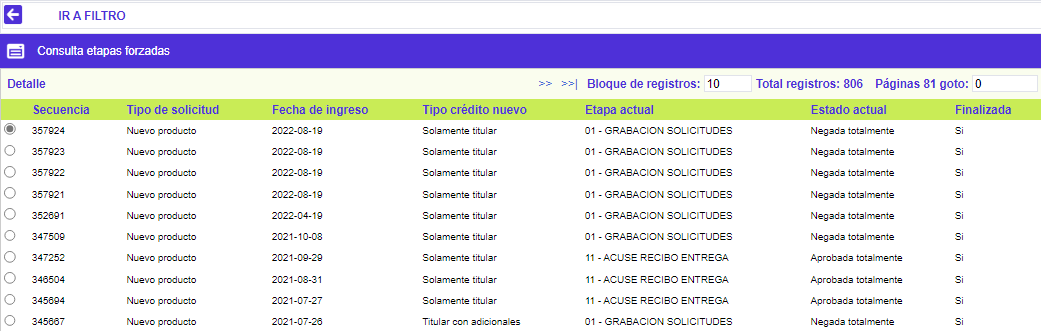 IR A FILTRO
Consulta etapas forzadas
Detalle >> >>| Bloque de registros: 10 Total registros: 806 Páginas 81 goto: 0
Secuencia Tipo de solicitud Fecha de ingreso Tipo crédito nuevo Etapa actual Estado actual Finalizada
357924 Nuevo producto 2022-08-19 Solamente titular 01 - GRABACION SOLICITUDES Negada totalmente Si
357923 Nuevo producto 2022-08-19 Solamente titular 01 - GRABACION SOLICITUDES Negada totalmente Si
357922 Nuevo producto 2022-08-19 Solamente titular 01 - GRABACION SOLICITUDES Negada totalmente Si
357921 Nuevo producto 2022-08-19 Solamente titular 01 - GRABACION SOLICITUDES Negada totalmente Si
352691 Nuevo producto 2022-04-19 Solamente titular 01 - GRABACION SOLICITUDES Negada totalmente Si
347509 Nuevo producto 2021-10-08 Solamente titular 01 - GRABACION SOLICITUDES Negada totalmente Si
347252 Nuevo producto 2021-09-29 Solamente titular 11 - ACUSE RECIBO ENTREGA Aprobada totalmente Si
346504 Nuevo producto 2021-08-31 Solamente titular 11 - ACUSE RECIBO ENTREGA Aprobada totalmente Si
345694 Nuevo producto 2021-07-27 Solamente titular 11 - ACUSE RECIBO ENTREGA Aprobada totalmente Si
345667 Nuevo producto 2021-07-26 Titular con adicionales 01 - GRABACION SOLICITUDES Negada totalmente Si